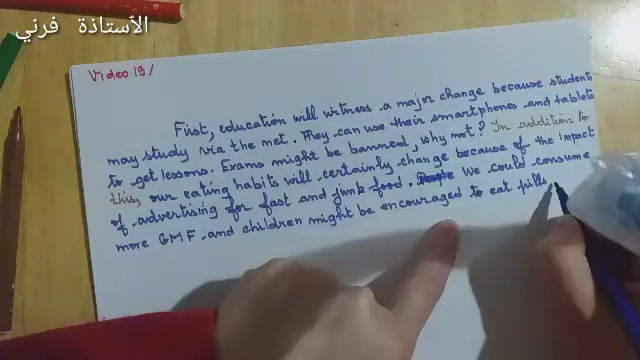 الأستاذة فرني
Video 19/
First, education will witness a major change because students
may study via the net. They can use their smartphones and tablets
to get lessons. Exams might be banned, why not? In addition to
this, our eating habits will certainly change because of the impact
of advertising for fast and junk food. We could consume
more GMF and children might be encouraged to eat pills